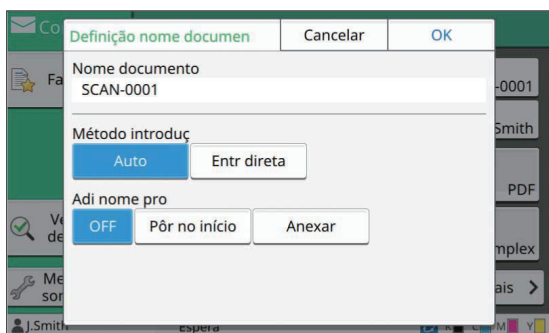 Co
Definição nome documen Cancelar OK
Nome documento
SCAN-0001
Fa
-0001
Método introduç
Smith
Auto Entr direta
Adi nome pro
PDF
OFF Pôr no início Anexar
Ve
de
mplex
Me
sor
ais >
J.Smith Espera K C M Y